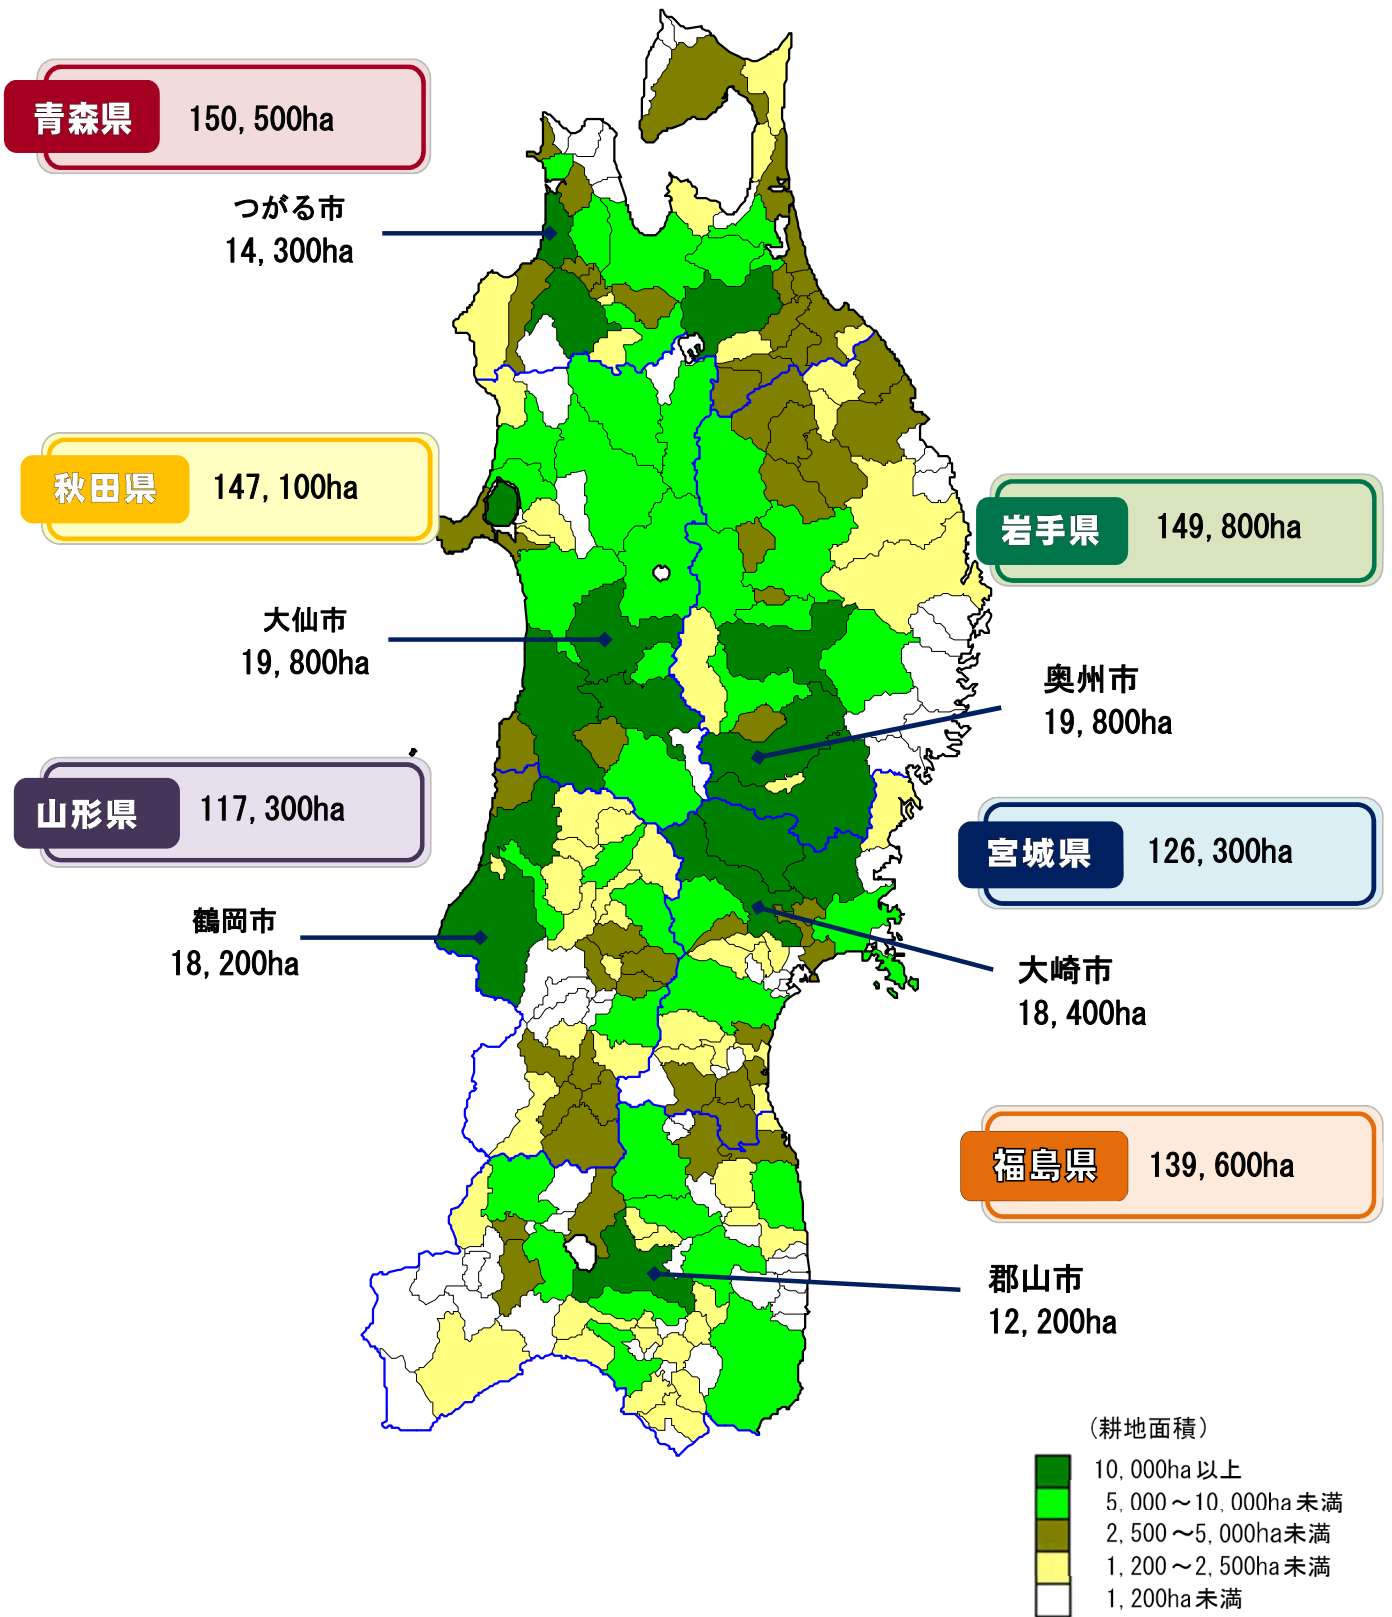 青森県 150,500ha
つがる市
14,300ha
秋田県 147,100ha
岩手県 149,800ha
大仙市
19,800ha
奥州市
19,800ha
山形県 117,300ha
宮城県 126,300ha
鶴岡市
18,200ha
大崎市
18,400ha
福島県 139,600ha
郡山市
12,200ha
（耕地面積）
10,000ha以上
5,000～10,000ha未満
2,500～5,000ha未満
1,200～2,500ha未満
1,200ha未満